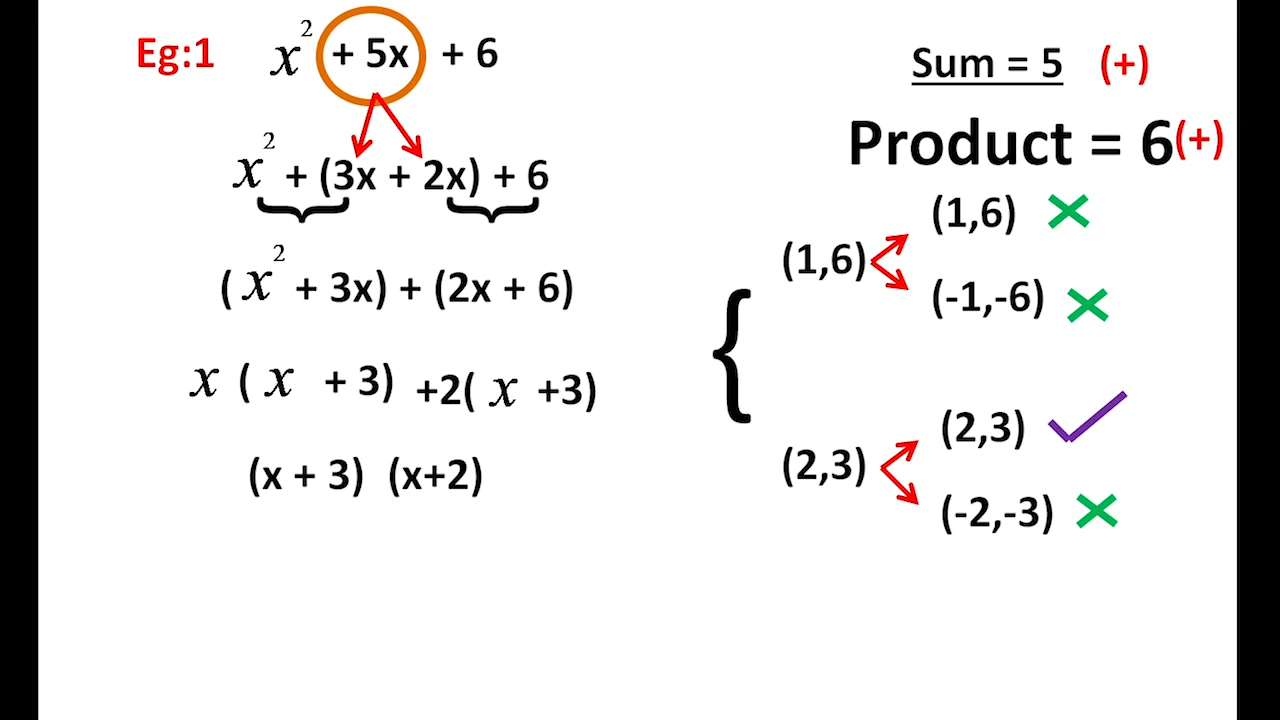 Eg:1 x² + 5x + 6
x² + (3x + 2x) + 6
(x² + 3x) + (2x + 6)
x (x + 3) +2( x +3)
(x + 3) (x+2)
Sum = 5 (+)
Product = 6(+)
(1,6)
(1,6)
(-1,-6)
{
(2,3)
(2,3)
(-2,-3)